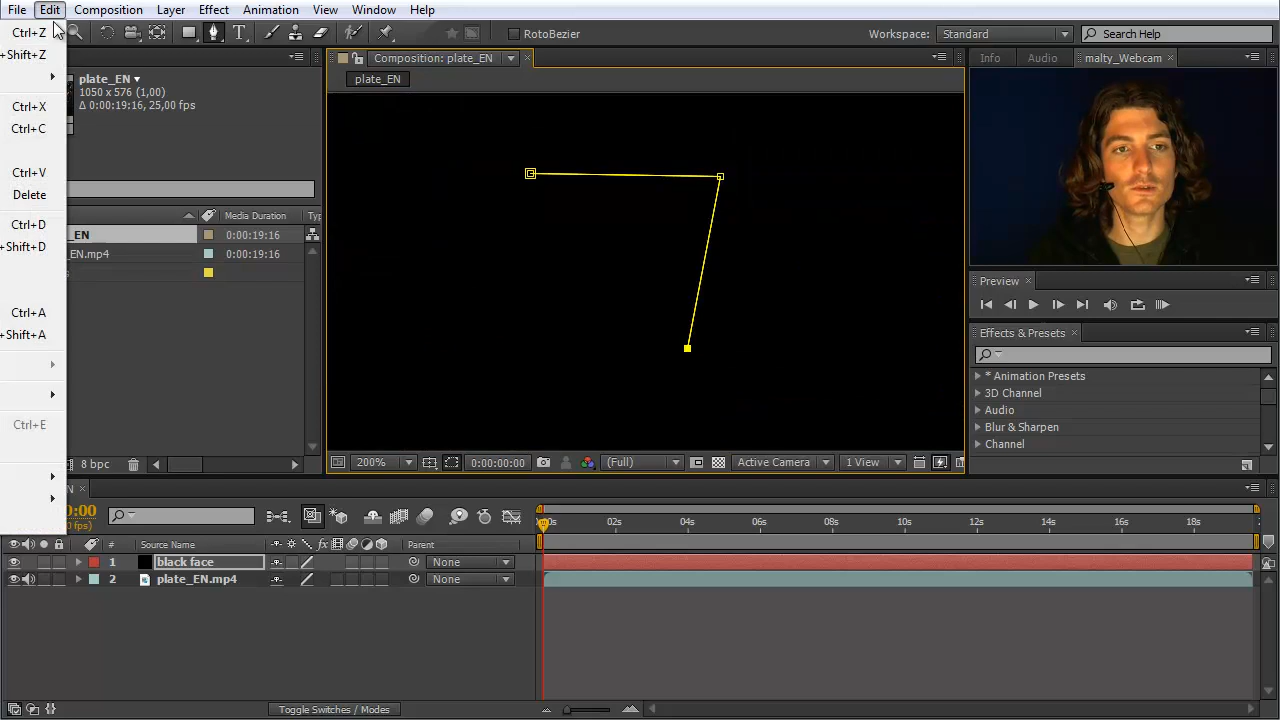 File Edit Composition Layer Effect Animation View Window Help
Ctrl+Z
RotoBezier
Workspace: Standard
Search Help
+Shift+Z
Composition: plate_EN
Info Audio malty_Webcam
plate_EN
1050 x 576 (1,00)
Δ 0:00:19:16, 25,00 fps
plate_EN
Ctrl+X
Ctrl+C
Ctrl+V
Delete
Media Duration
Ctrl+D
_EN 0:00:19:16
+Shift+D
_EN.mp4 0:00:19:16
Preview
Ctrl+A
+Shift+A
Effects & Presets
* Animation Presets
3D Channel
Audio
Blur & Sharpen
Channel
Ctrl+E
8 bpc
200% 0:00:00:00 (Full) Active Camera 1 View
0:00
02s 04s 06s 08s 10s 12s 14s 16s 18s
# Source Name Parent
1 black face None
2 plate_EN.mp4 None
Toggle Switches / Modes